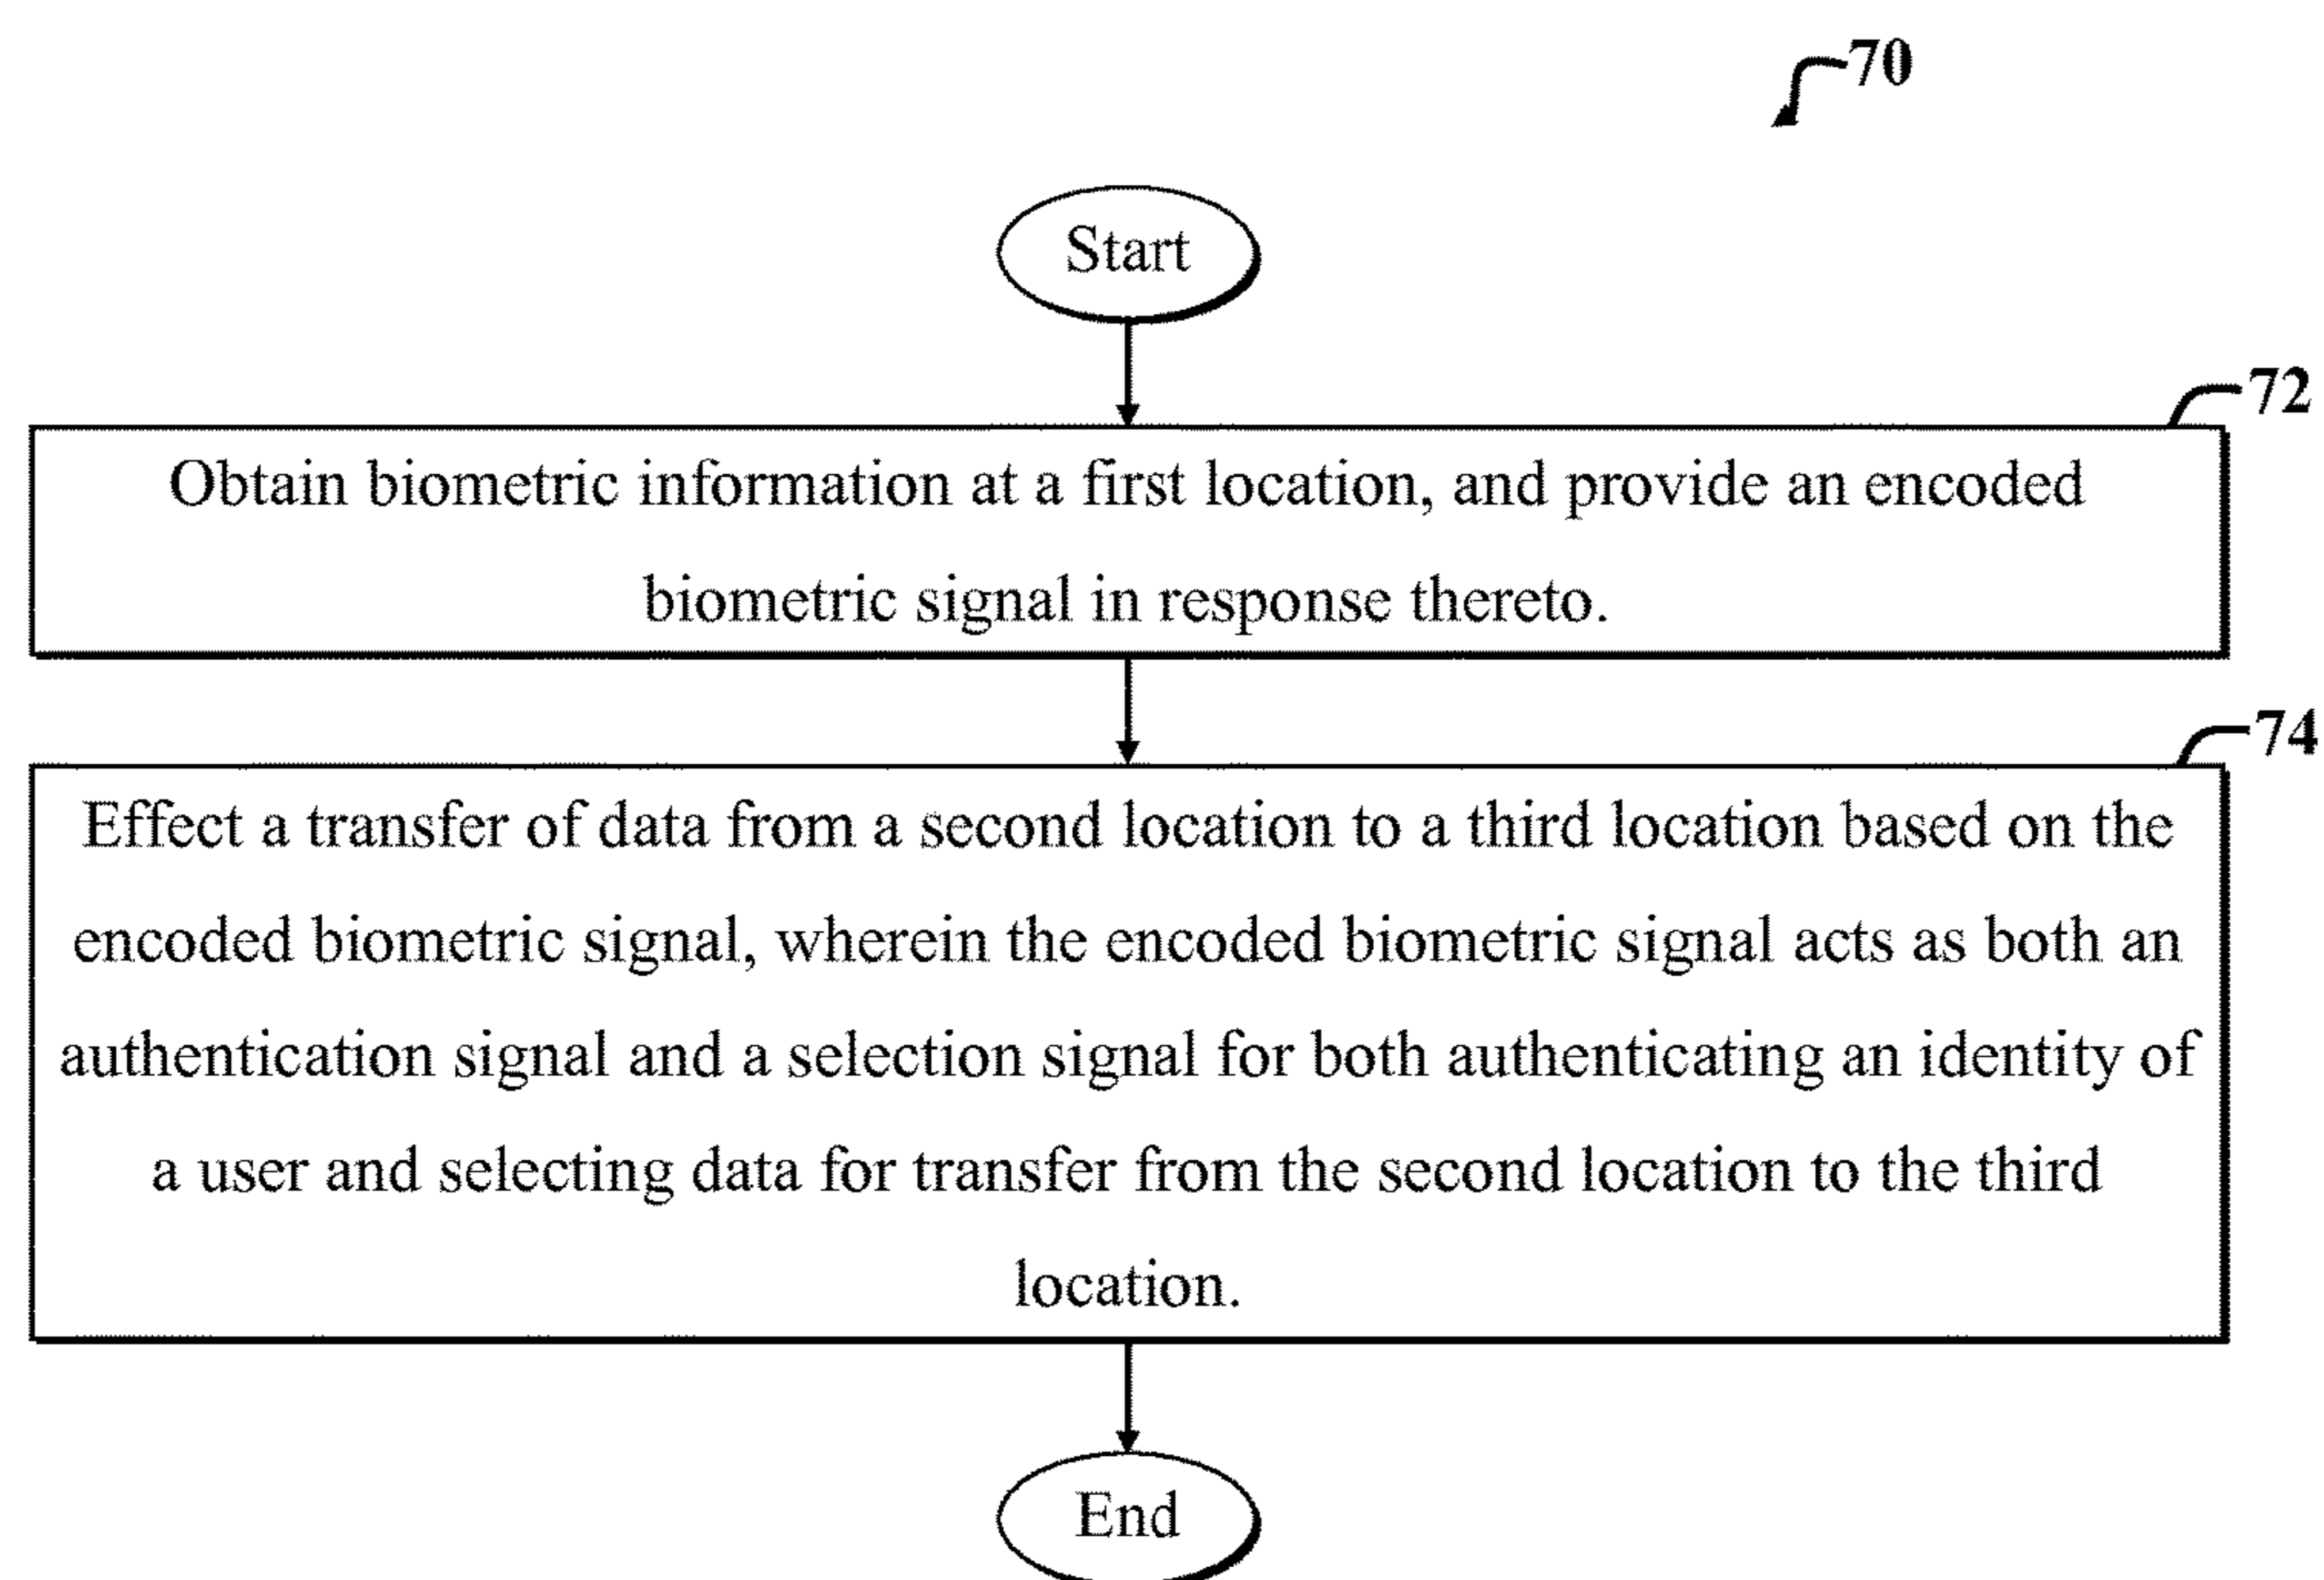 70
Start
72
Obtain biometric information at a first location, and provide an encoded
biometric signal in response thereto.
74
Effect a transfer of data from a second location to a third location based on the
encoded biometric signal, wherein the encoded biometric signal acts as both an
authentication signal and a selection signal for both authenticating an identity of
a user and selecting data for transfer from the second location to the third
location.
End